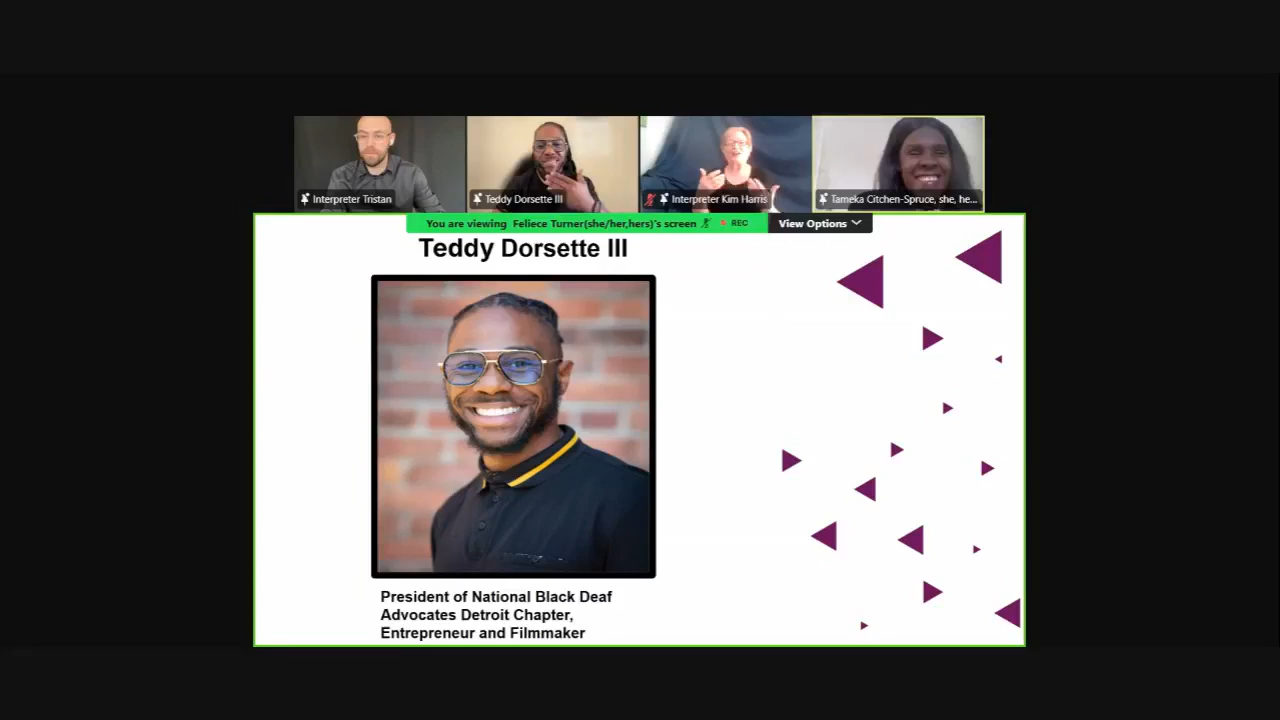 Interpreter Tristan
Teddy Dorsette III
Interpreter Kim Harris
Tameka Citchen-Spruce, she, he...
You are viewing Feliece Turner(she/her,hers)'s screen
REC
View Options
Teddy Dorsette III
President of National Black Deaf
Advocates Detroit Chapter,
Entrepreneur and Filmmaker